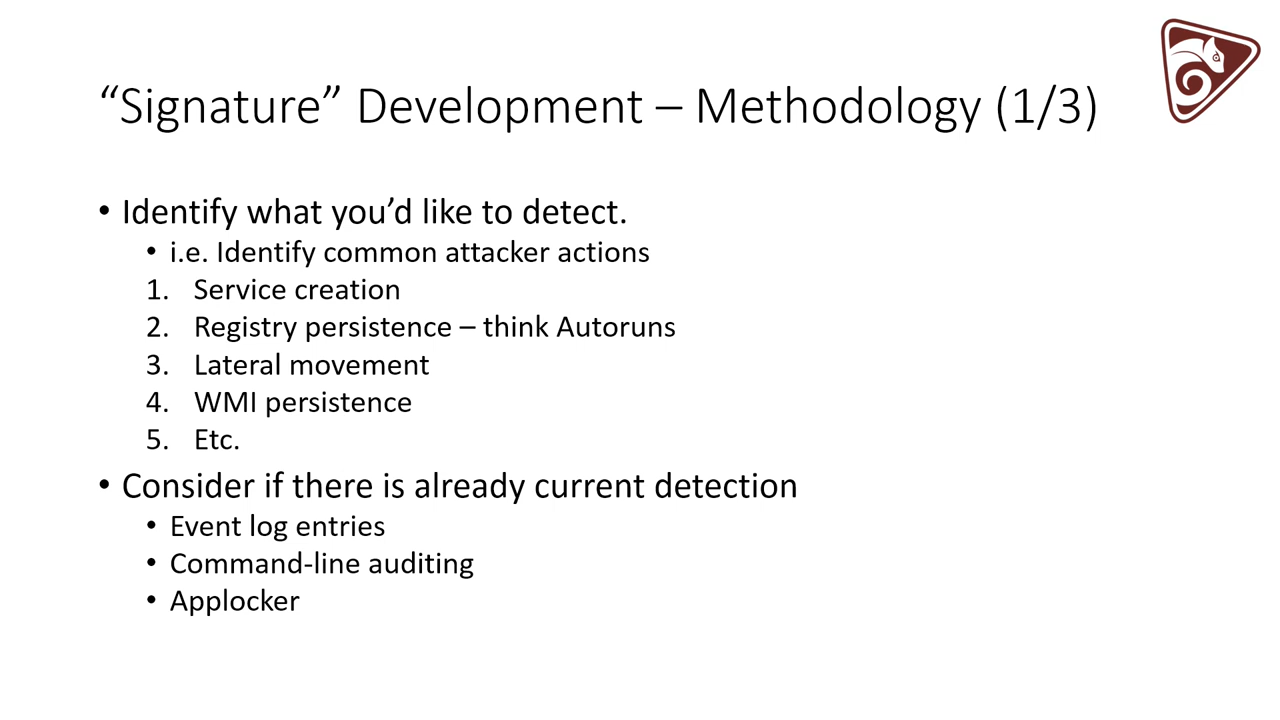 “Signature” Development – Methodology (1/3)
• Identify what you’d like to detect.
• i.e. Identify common attacker actions
1. Service creation
2. Registry persistence – think Autoruns
3. Lateral movement
4. WMI persistence
5. Etc.
• Consider if there is already current detection
• Event log entries
• Command-line auditing
• Applocker